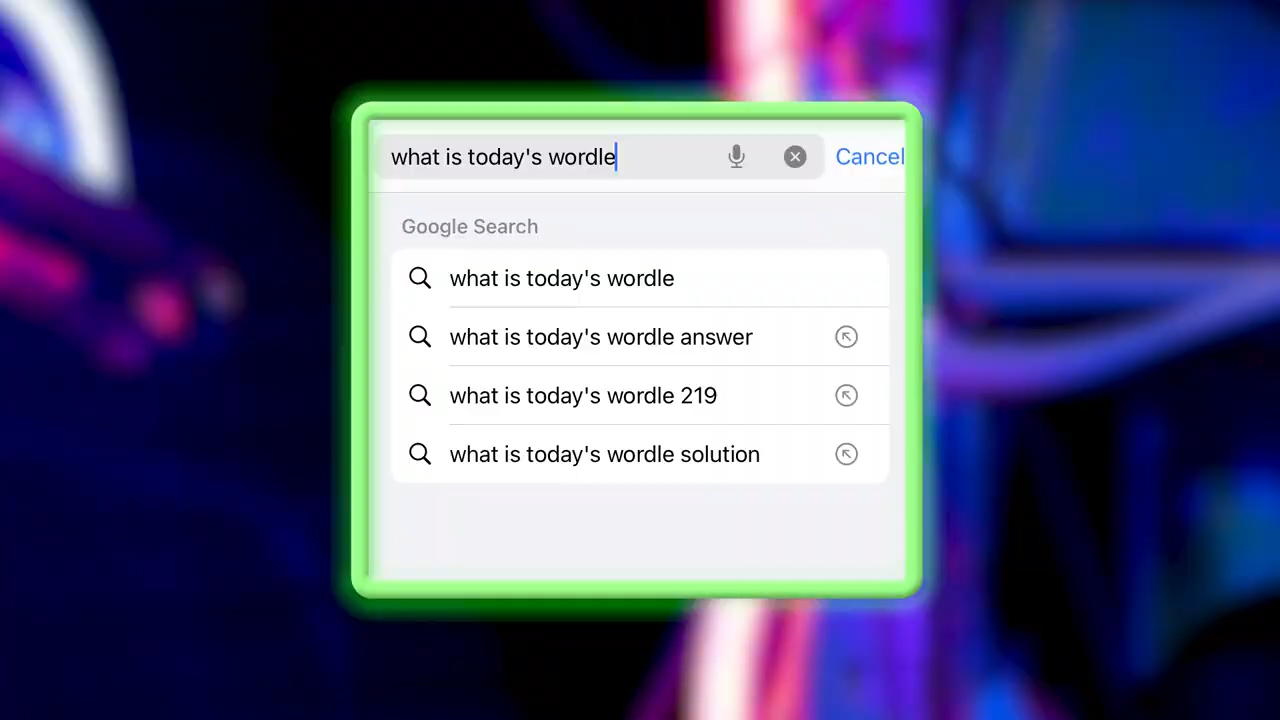 what is today's wordle
Cancel
Google Search
what is today's wordle
what is today's wordle answer
what is today's wordle 219
what is today's wordle solution